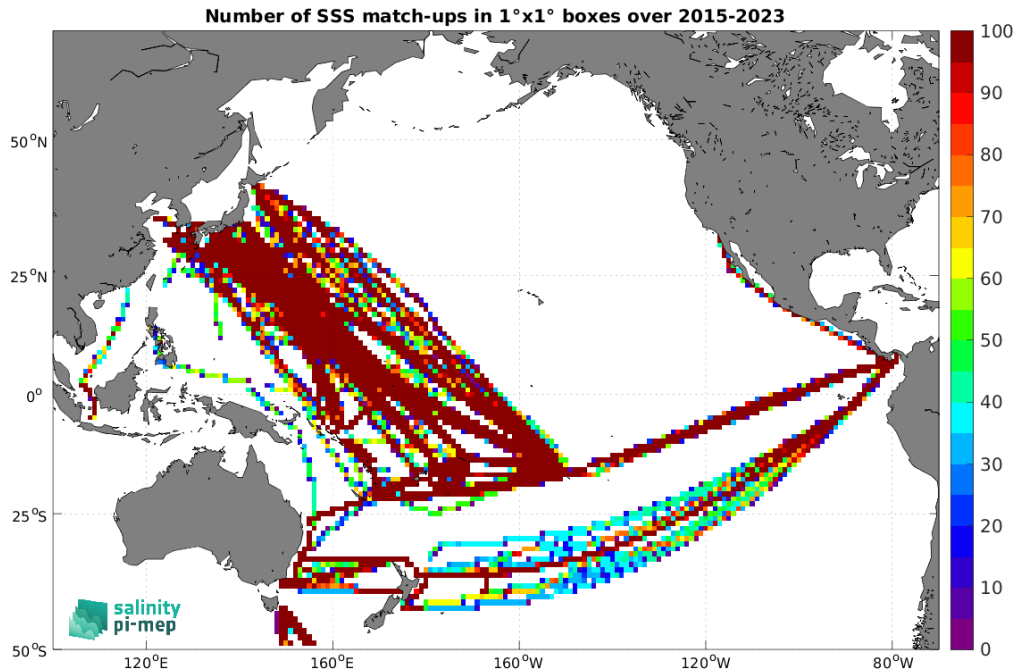 Number of SSS match-ups in 1°x1° boxes over 2015-2023
50°N
25°N
0°
25°S
50°S
120°E
160°E
160°W
120°W
80°W
100
90
80
70
60
50
40
30
20
10
0
salinity
pi-mep